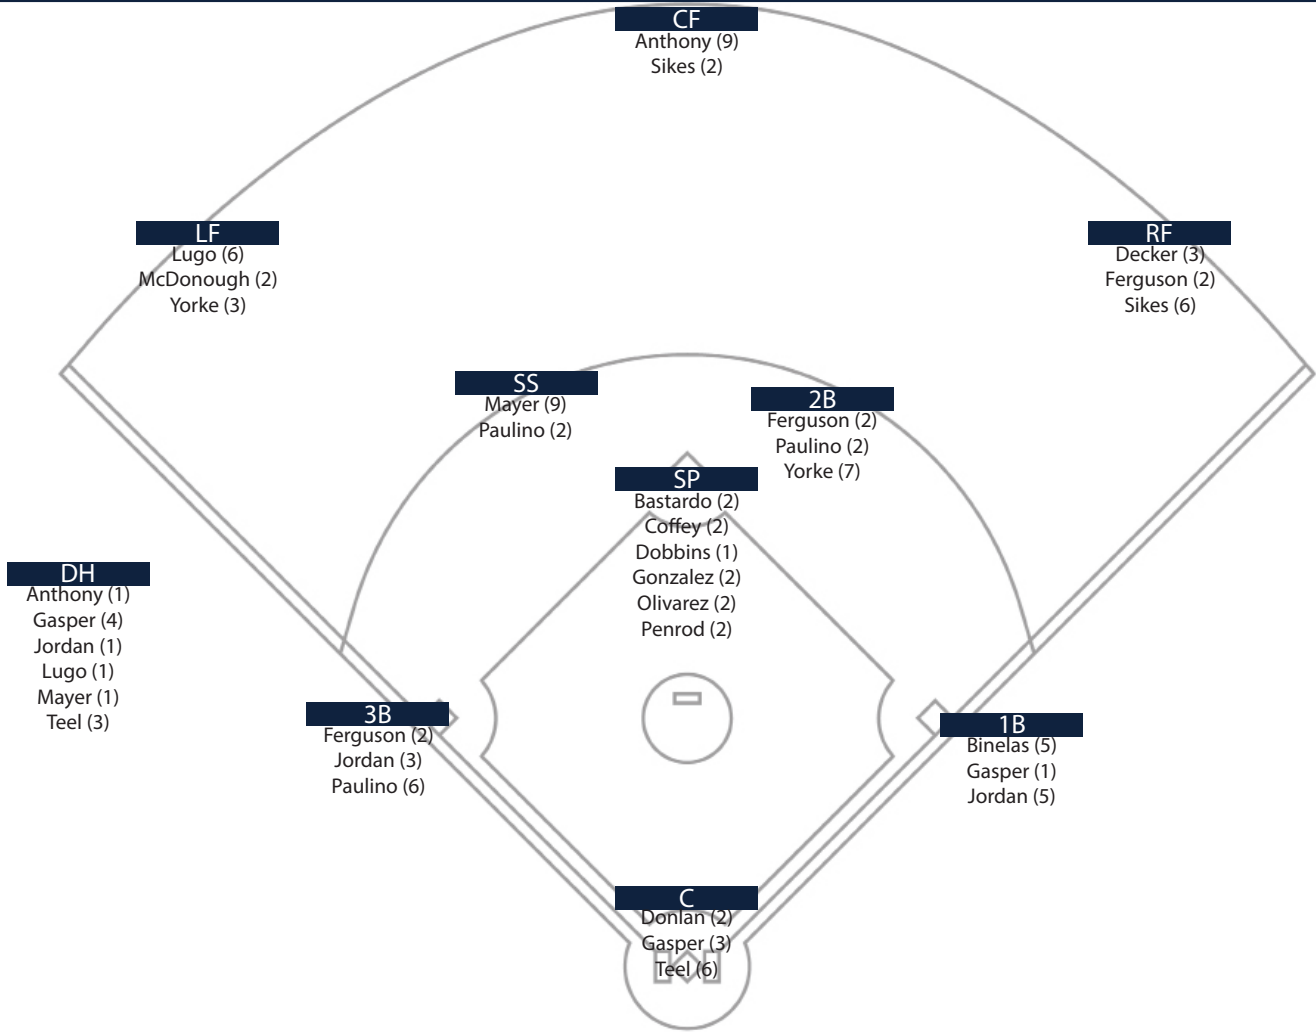 CF
Anthony (9)
Sikes (2)
LF
Lugo (6)
McDonough (2)
Yorke (3)
RF
Decker (3)
Ferguson (2)
Sikes (6)
SS
Mayer (9)
Paulino (2)
2B
Ferguson (2)
Paulino (2)
Yorke (7)
SP
Bastardo (2)
Coffey (2)
Dobbins (1)
Gonzalez (2)
Olivarez (2)
Penrod (2)
DH
Anthony (1)
Gasper (4)
Jordan (1)
Lugo (1)
Mayer (1)
Teel (3)
3B
Ferguson (2)
Jordan (3)
Paulino (6)
1B
Binelas (5)
Gasper (1)
Jordan (5)
C
Donlan (2)
Gasper (3)
Teel (6)